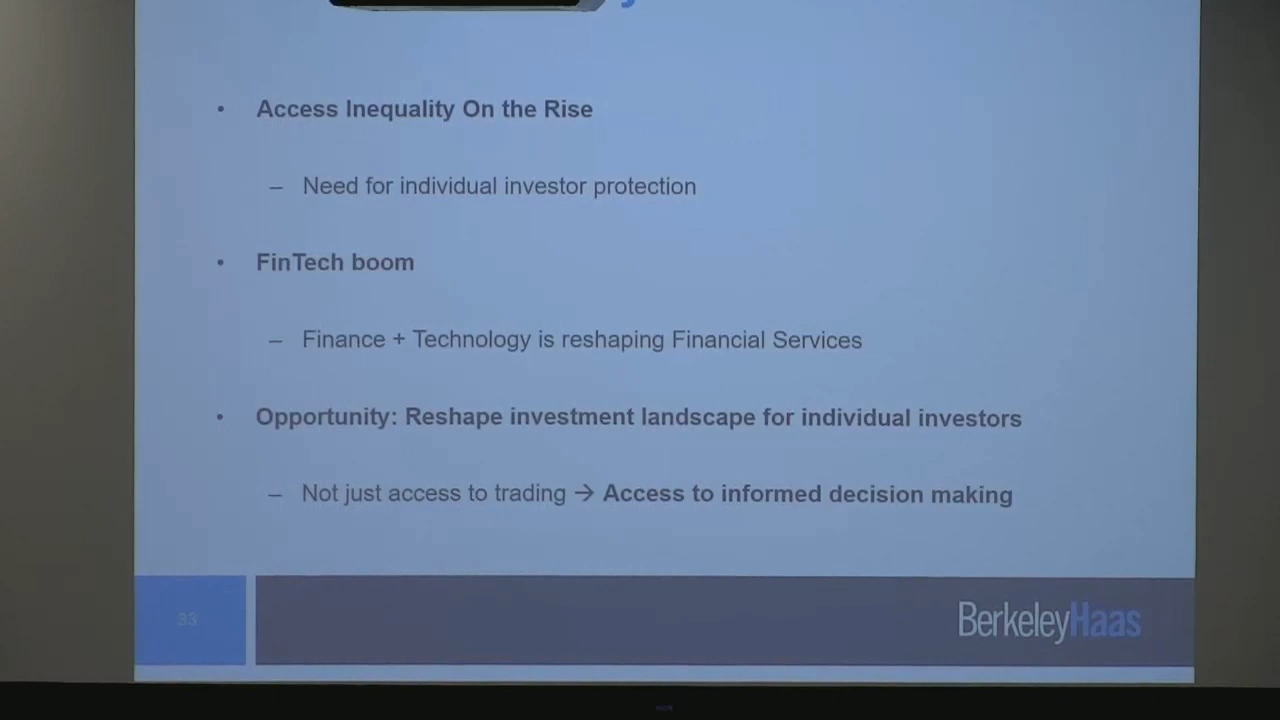 • Access Inequality On the Rise
– Need for individual investor protection
• FinTech boom
– Finance + Technology is reshaping Financial Services
• Opportunity: Reshape investment landscape for individual investors
– Not just access to trading → Access to informed decision making
33
BerkeleyHaas